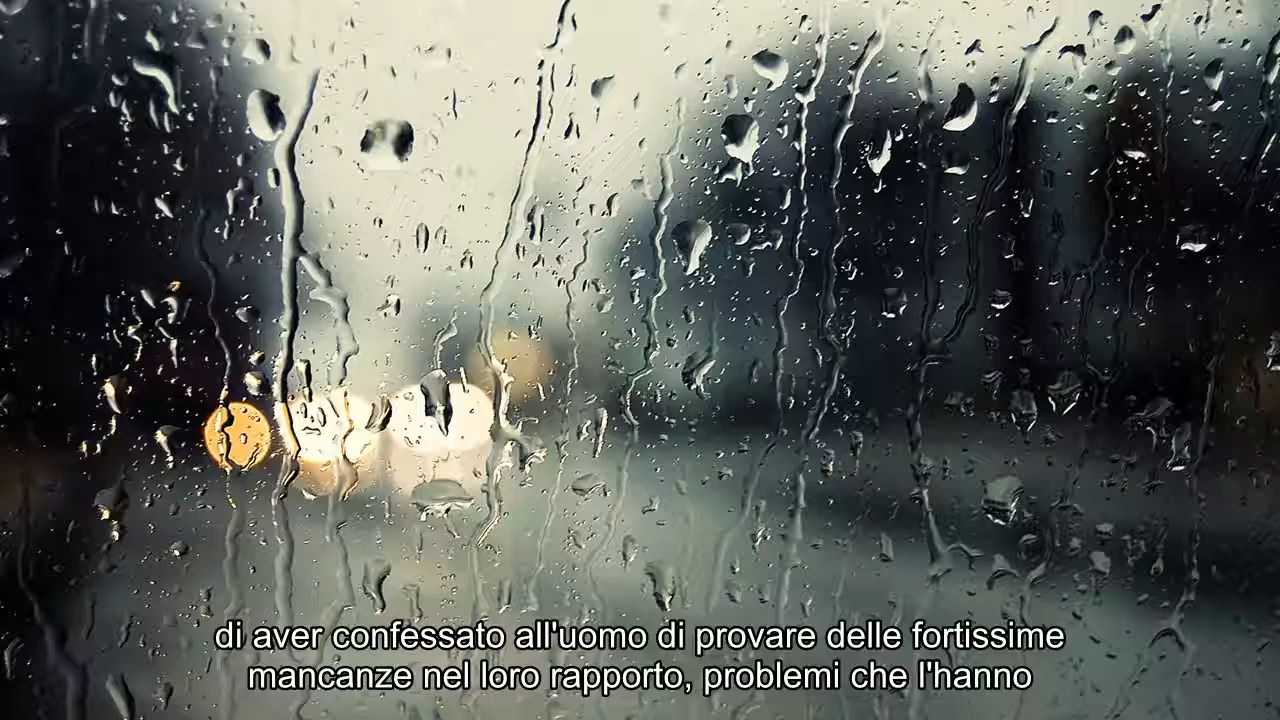 di aver confessato all'uomo di provare delle fortissime
mancanze nel loro rapporto, problemi che l'hanno